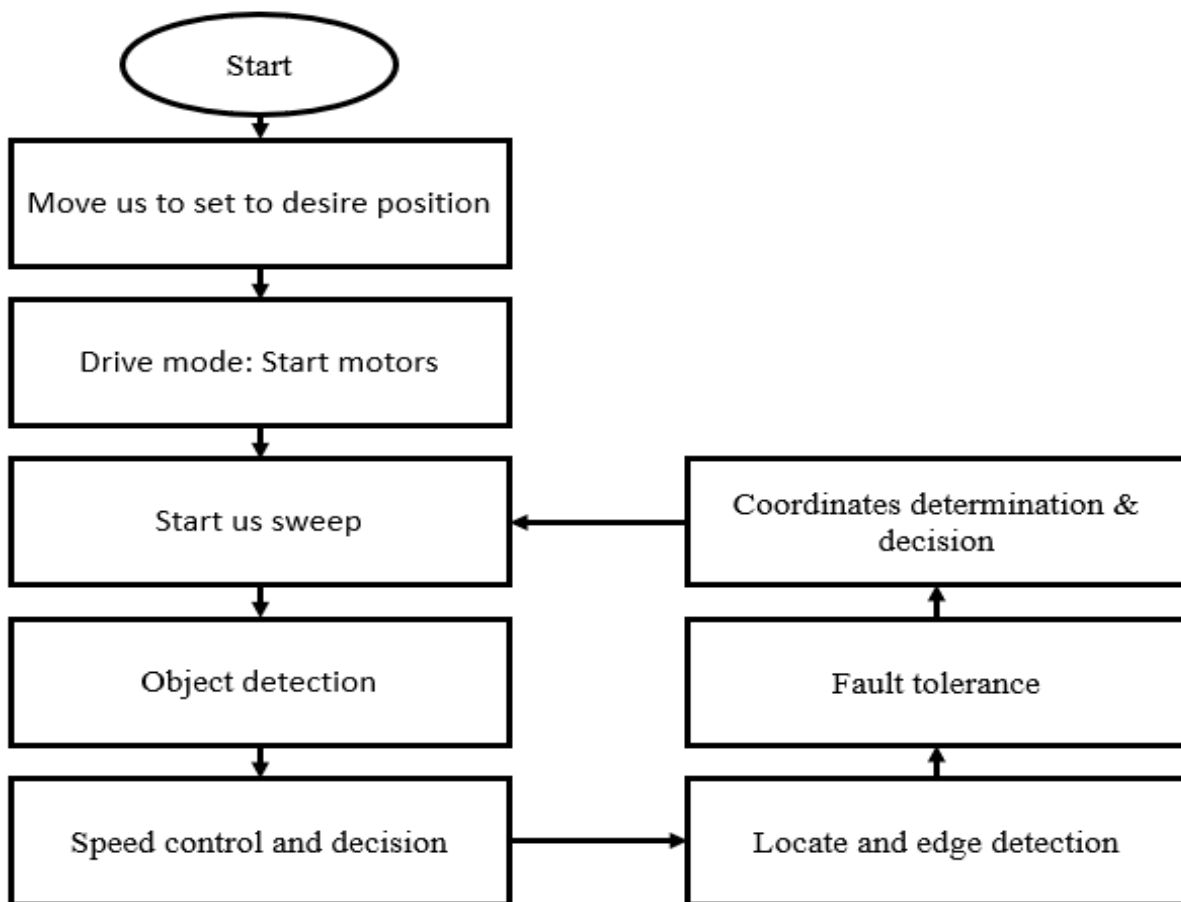 Start
Move us to set to desire position
Drive mode: Start motors
Start us sweep
Object detection
Speed control and decision
Locate and edge detection
Fault tolerance
Coordinates determination &
decision